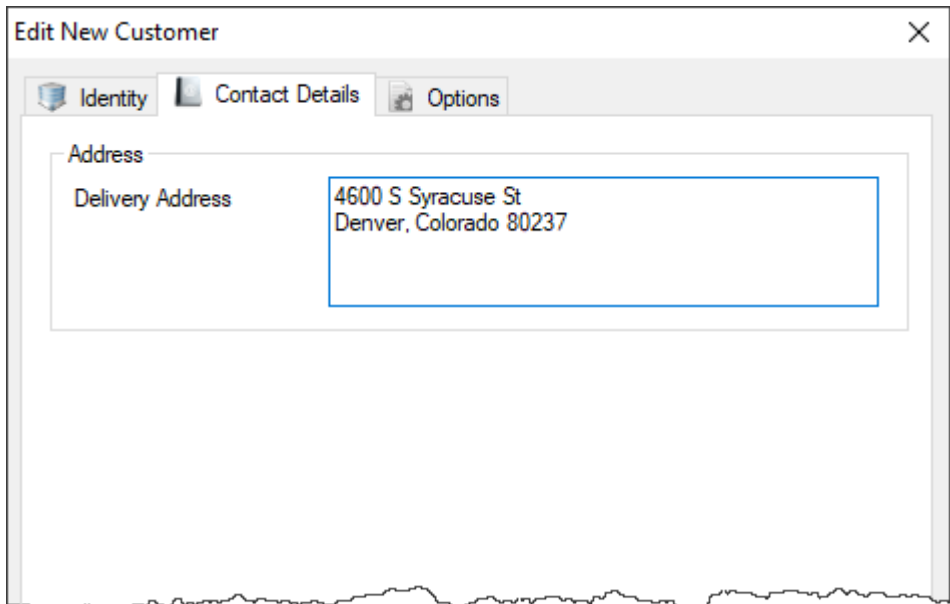 Edit New Customer
Identity
Contact Details
Options
Address
Delivery Address
4600 S Syracuse St
Denver, Colorado 80237